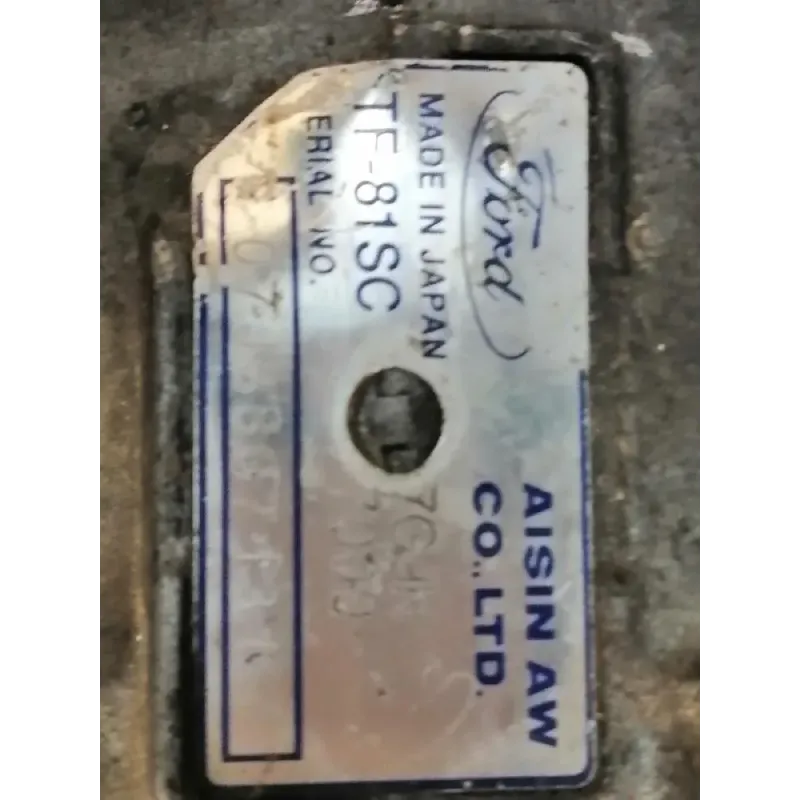 Ford
AISIN AW
CO., LTD.
MADE IN JAPAN
TF-81SC
ERIAL NO.